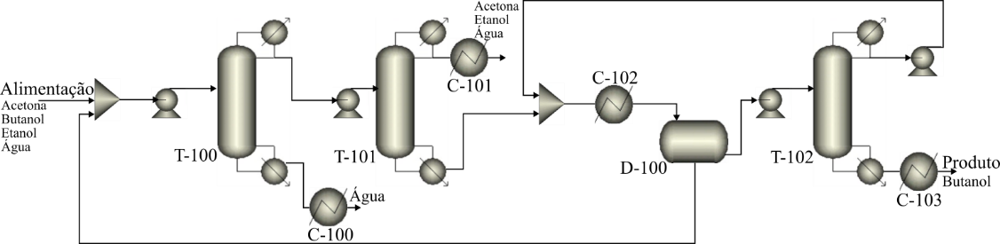 Alimentação
Acetona
Butanol
Etanol
Água
T-100
C-100
Água
T-101
Acetona
Etanol
Água
C-101
C-102
D-100
T-102
C-103
Produto
Butanol